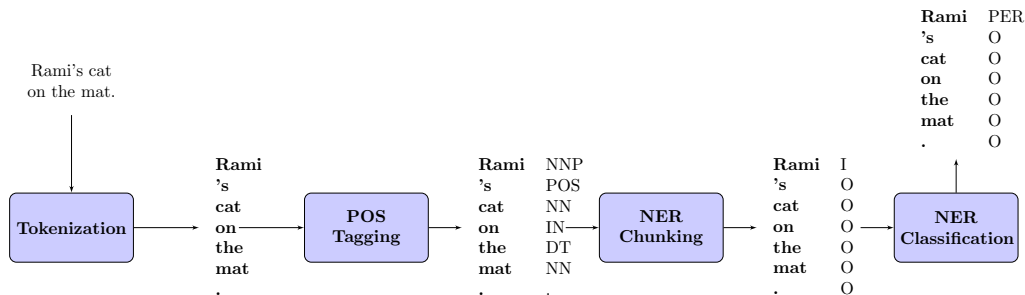 Rami's cat
on the mat.
Tokenization
Rami
's
cat
on
the
mat
.
POS
Tagging
Rami NNP
's POS
cat NN
on IN
the DT
mat NN
. .
NER
Chunking
Rami I
's O
cat O
on O
the O
mat O
. O
NER
Classification
Rami PER
's O
cat O
on O
the O
mat O
. O